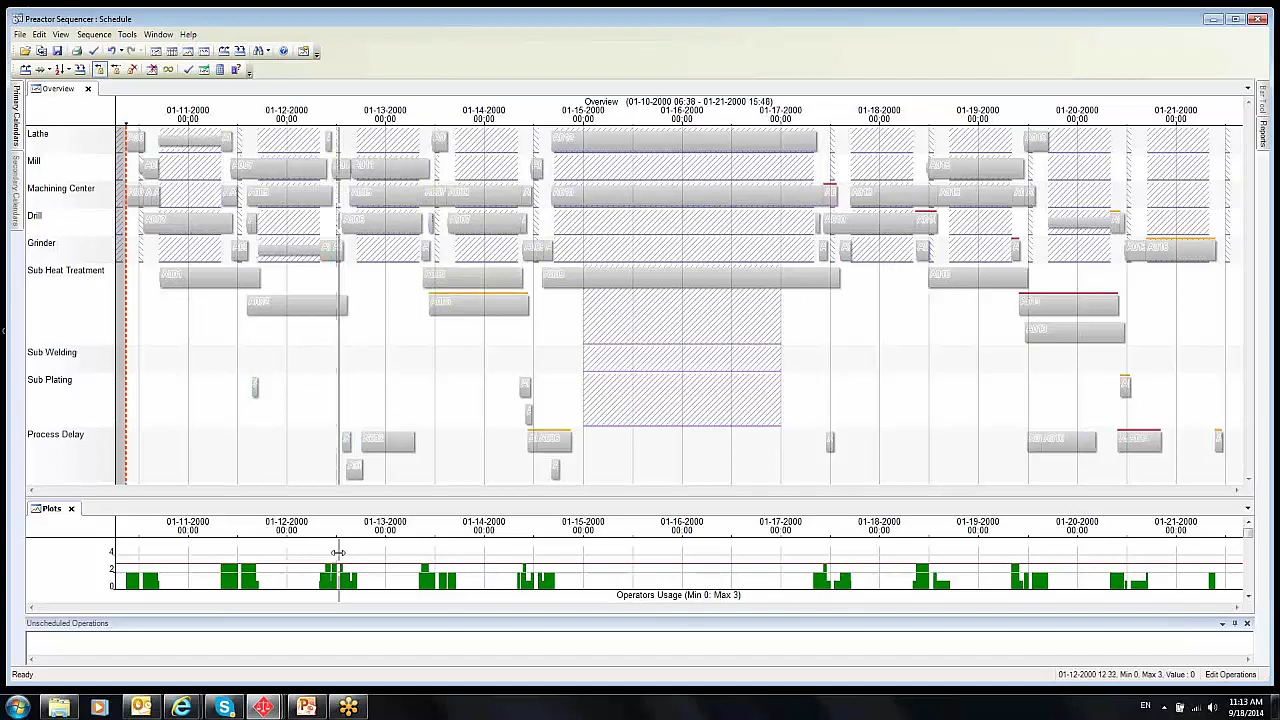 Preactor Sequencer : Schedule
File Edit View Sequence Tools Window Help
Overview
Primary Calendars
Secondary Calendars
Bar Tool
Reports
Overview (01-10-2000 06:38 - 01-21-2000 15:46)
01-11-2000 01-12-2000 01-13-2000 01-14-2000 01-15-2000 01-16-2000 01-17-2000 01-18-2000 01-19-2000 01-20-2000 01-21-2000
00:00 00:00 00:00 00:00 00:00 00:00 00:00 00:00 00:00 00:00 00:00
Lathe
Mill
Machining Center
Drill
Grinder
Sub Heat Treatment
Sub Welding
Sub Plating
Process Delay
Plots
01-11-2000 01-12-2000 01-13-2000 01-14-2000 01-15-2000 01-16-2000 01-17-2000 01-18-2000 01-19-2000 01-20-2000 01-21-2000
00:00 00:00 00:00 00:00 00:00 00:00 00:00 00:00 00:00 00:00 00:00
4
2
0
Operators Usage (Min 0: Max 3)
Unscheduled Operations
Ready
01-12-2000 12:32, Min 0, Max 3, Value : 0 Edit Operations
EN
11:13 AM
9/18/2014